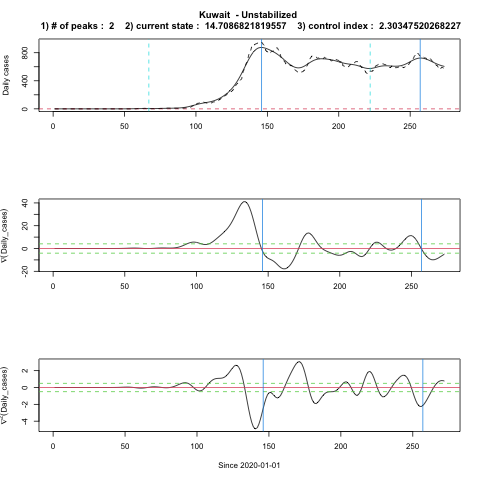 Kuwait - Unstabilized
1) # of peaks : 2 2) current state : 14.7086821819557 3) control index : 2.30347520268227
Daily cases
0 400 800
0 50 100 150 200 250
∇(Daily_cases)
-20 0 20 40
0 50 100 150 200 250
∇²(Daily_cases)
-4 -2 0 2
0 50 100 150 200 250
Since 2020-01-01